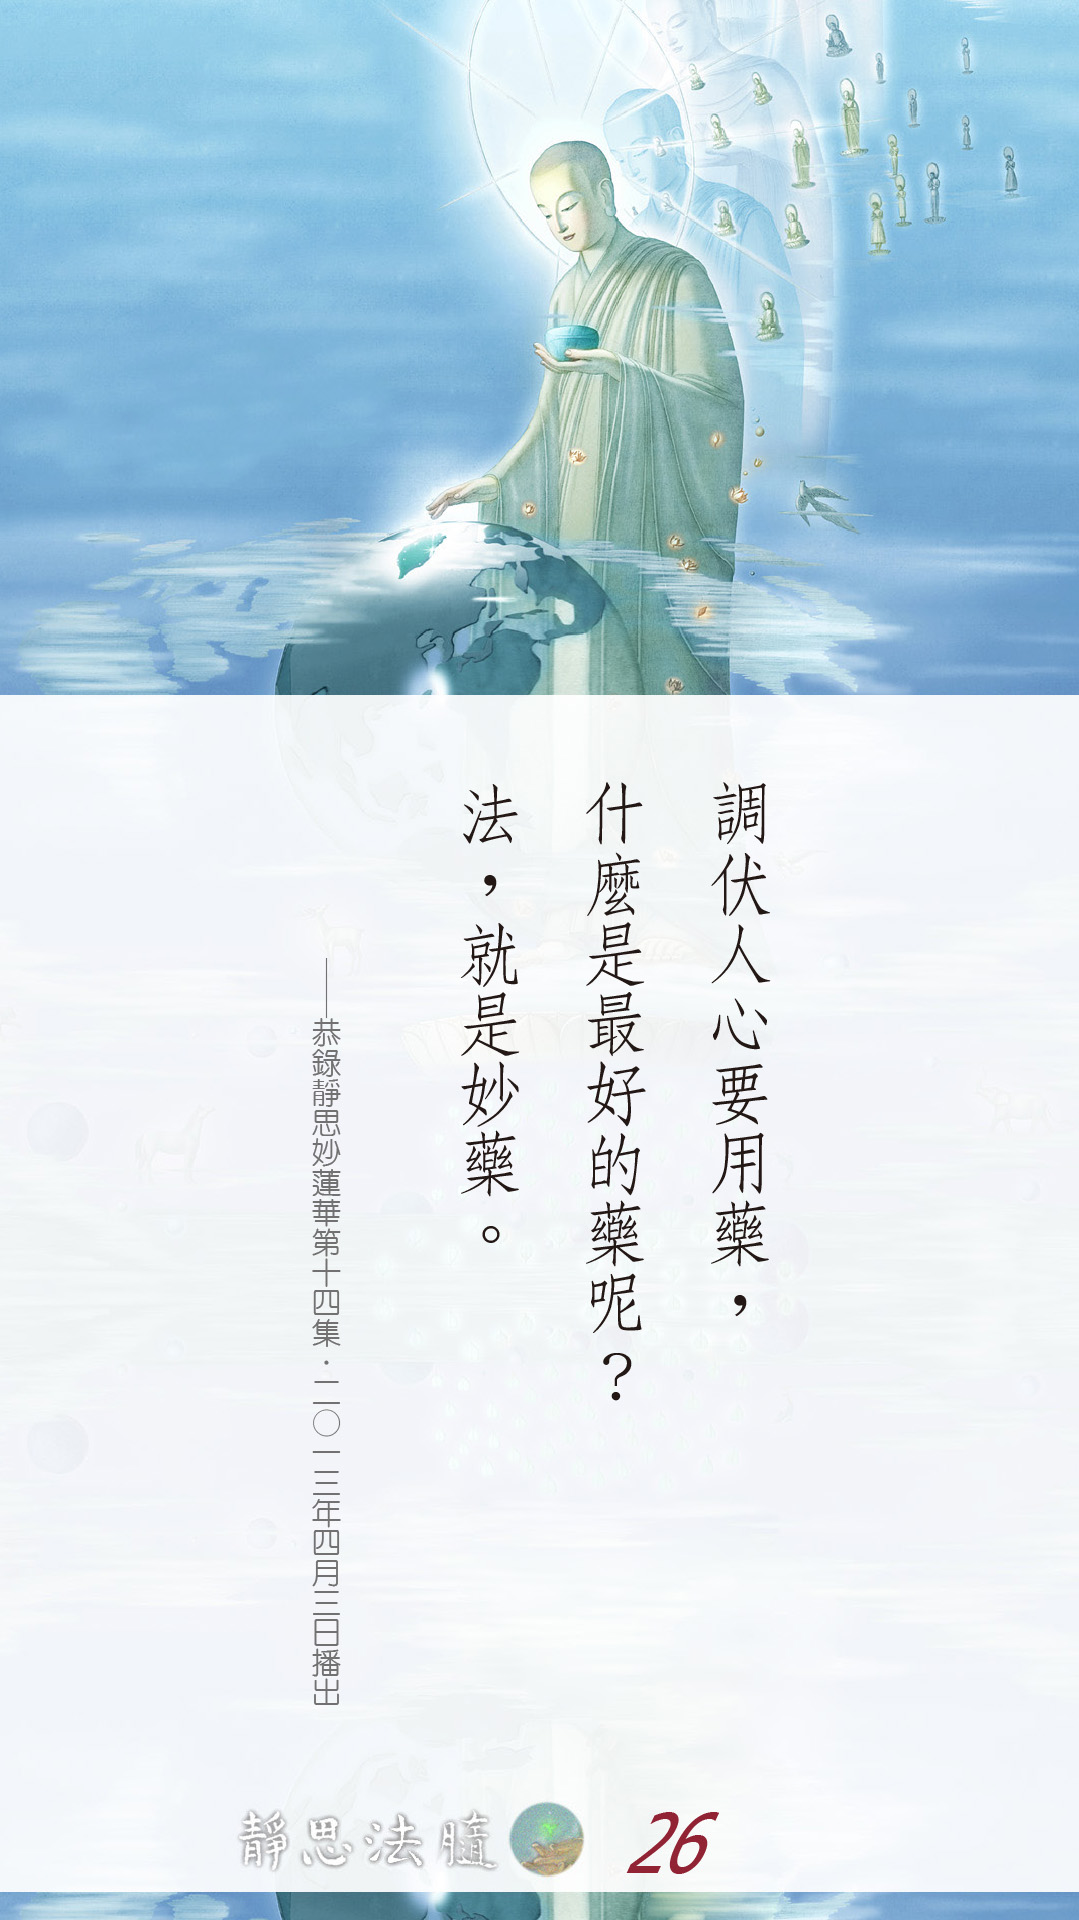 調伏人心要用藥，
什麼是最好的藥呢？
法，就是妙藥。
——恭錄靜思妙蓮華第十四集．二〇一三年四月三日播出
靜思法髓
26